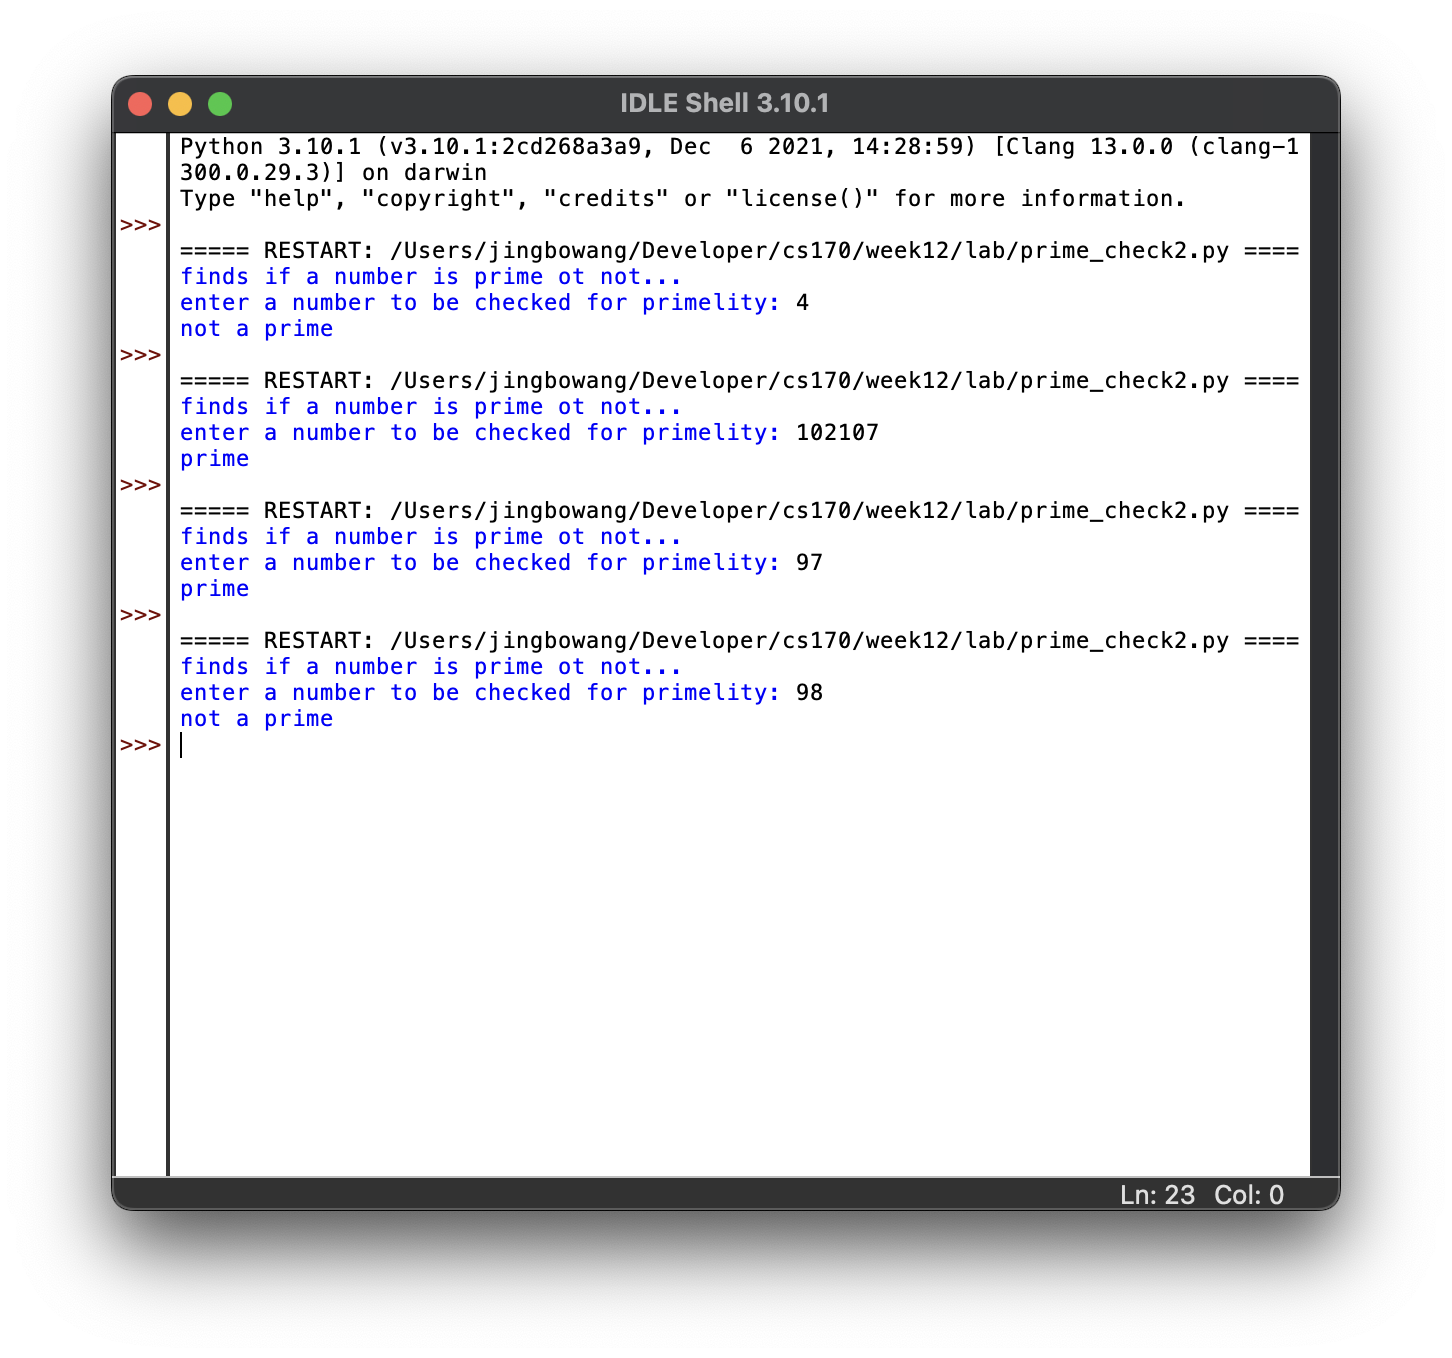 IDLE Shell 3.10.1
Python 3.10.1 (v3.10.1:2cd268a3a9, Dec  6 2021, 14:28:59) [Clang 13.0.0 (clang-1
300.0.29.3)] on darwin
Type "help", "copyright", "credits" or "license()" for more information.
>>>
===== RESTART: /Users/jingbowang/Developer/cs170/week12/lab/prime_check2.py ====
finds if a number is prime ot not...
enter a number to be checked for primelity: 4
not a prime
>>>
===== RESTART: /Users/jingbowang/Developer/cs170/week12/lab/prime_check2.py ====
finds if a number is prime ot not...
enter a number to be checked for primelity: 102107
prime
>>>
===== RESTART: /Users/jingbowang/Developer/cs170/week12/lab/prime_check2.py ====
finds if a number is prime ot not...
enter a number to be checked for primelity: 97
prime
>>>
===== RESTART: /Users/jingbowang/Developer/cs170/week12/lab/prime_check2.py ====
finds if a number is prime ot not...
enter a number to be checked for primelity: 98
not a prime
>>>
Ln: 23 Col: 0